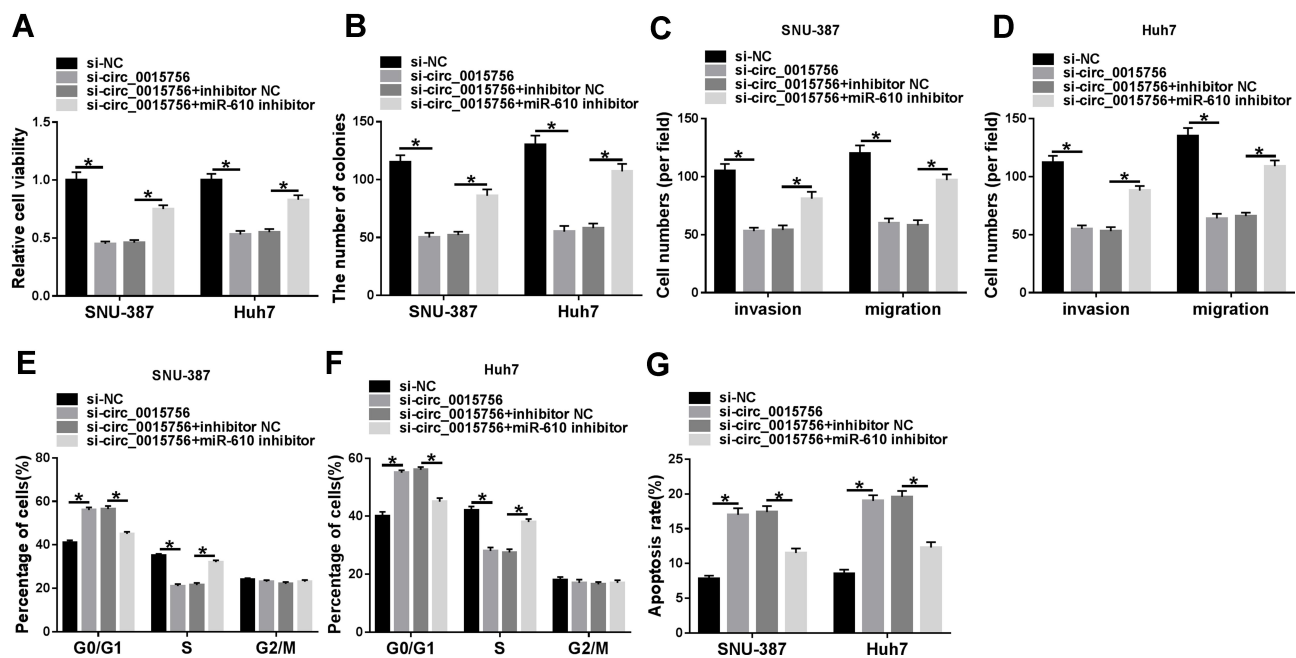 A
si-NC
si-circ_0015756
si-circ_0015756+inhibitor NC
si-circ_0015756+miR-610 inhibitor
Relative cell viability
1.5
1.0
0.5
0.0
* * * *
SNU-387 Huh7
B
si-NC
si-circ_0015756
si-circ_0015756+inhibitor NC
si-circ_0015756+miR-610 inhibitor
The number of colonies
150
100
50
0
* * * *
SNU-387 Huh7
C
SNU-387
si-NC
si-circ_0015756
si-circ_0015756+inhibitor NC
si-circ_0015756+miR-610 inhibitor
Cell numbers (per field)
150
100
50
0
* * * *
invasion migration
D
Huh7
si-NC
si-circ_0015756
si-circ_0015756+inhibitor NC
si-circ_0015756+miR-610 inhibitor
Cell numbers (per field)
150
100
50
0
* * * *
invasion migration
E
SNU-387
si-NC
si-circ_0015756
si-circ_0015756+inhibitor NC
si-circ_0015756+miR-610 inhibitor
Percentage of cells(%)
80
60
40
20
0
* * * *
G0/G1 S G2/M
F
Huh7
si-NC
si-circ_0015756
si-circ_0015756+inhibitor NC
si-circ_0015756+miR-610 inhibitor
Percentage of cells(%)
60
40
20
0
* * * *
G0/G1 S G2/M
G
si-NC
si-circ_0015756
si-circ_0015756+inhibitor NC
si-circ_0015756+miR-610 inhibitor
Apoptosis rate(%)
25
20
15
10
5
0
* * * *
SNU-387 Huh7